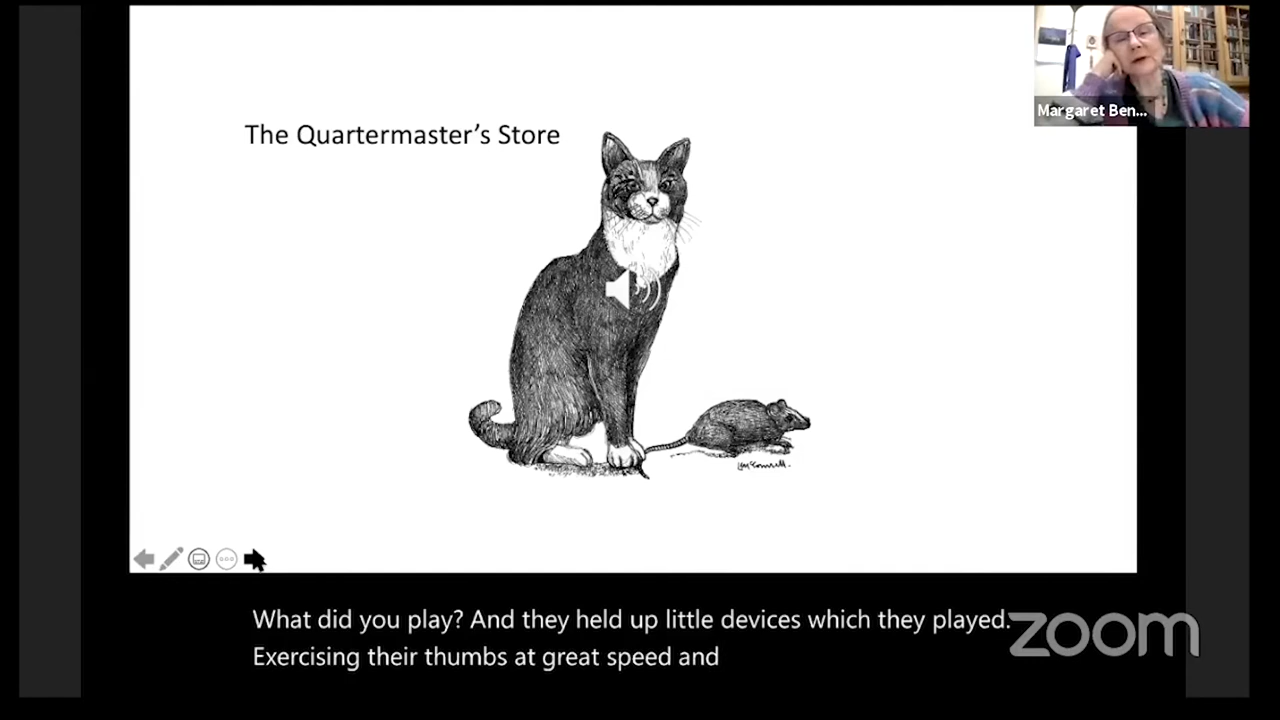 The Quartermaster’s Store
Margaret Ben...
What did you play? And they held up little devices which they played.
Exercising their thumbs at great speed and
zoom